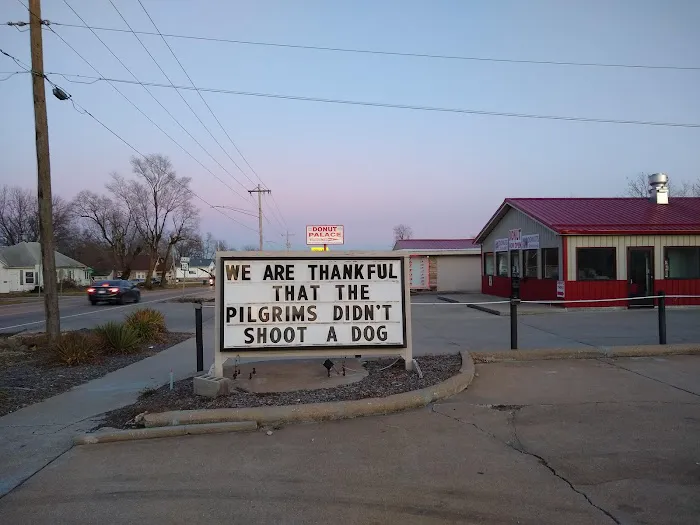 DONUT
PALACE
WE ARE THANKFUL
THAT THE
PILGRIMS DIDN'T
SHOOT A DOG